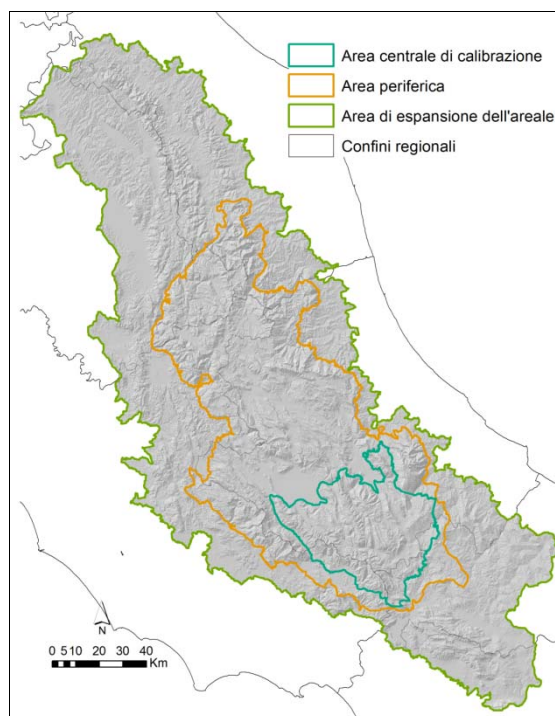 Area centrale di calibrazione
Area periferica
Area di espansione dell'areale
Confini regionali
N
0 5 10 20 30 40
Km